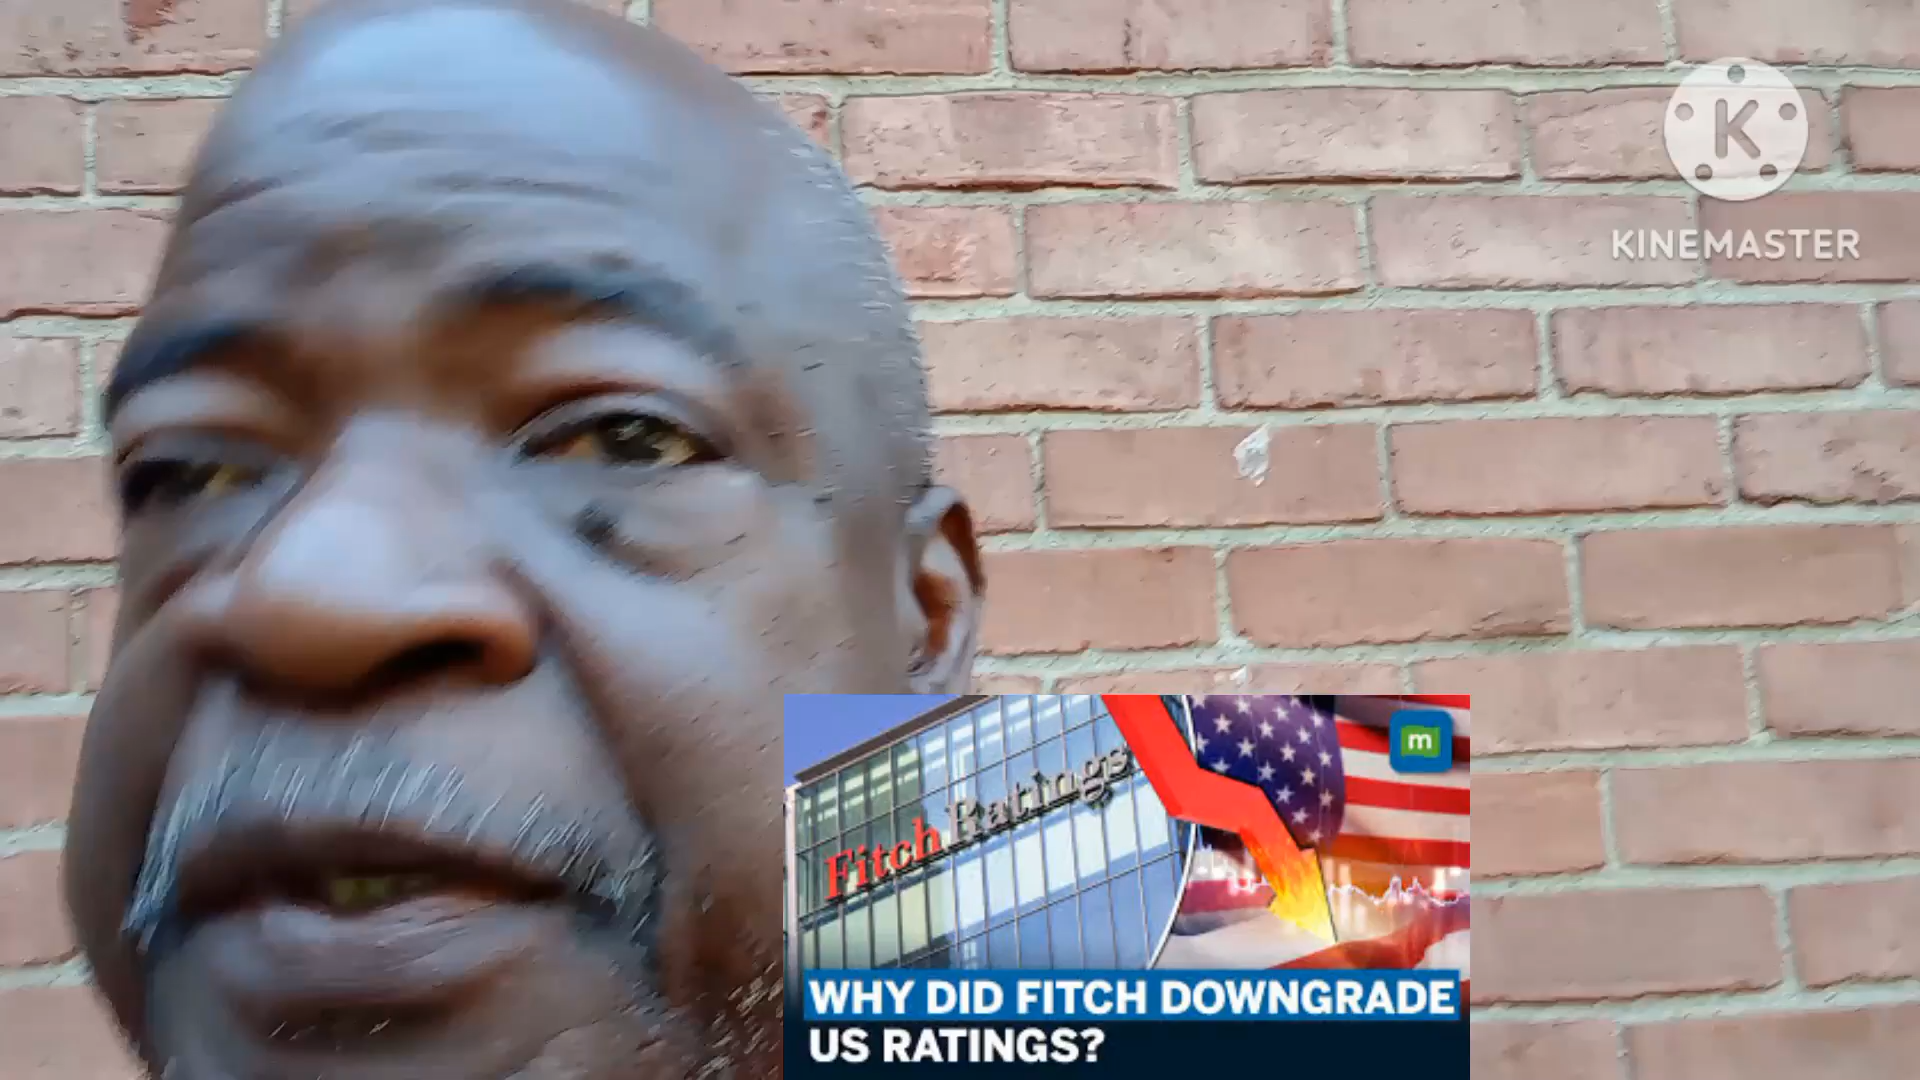 K
KINEMASTER
Fitch Ratings
m
WHY DID FITCH DOWNGRADE
US RATINGS?